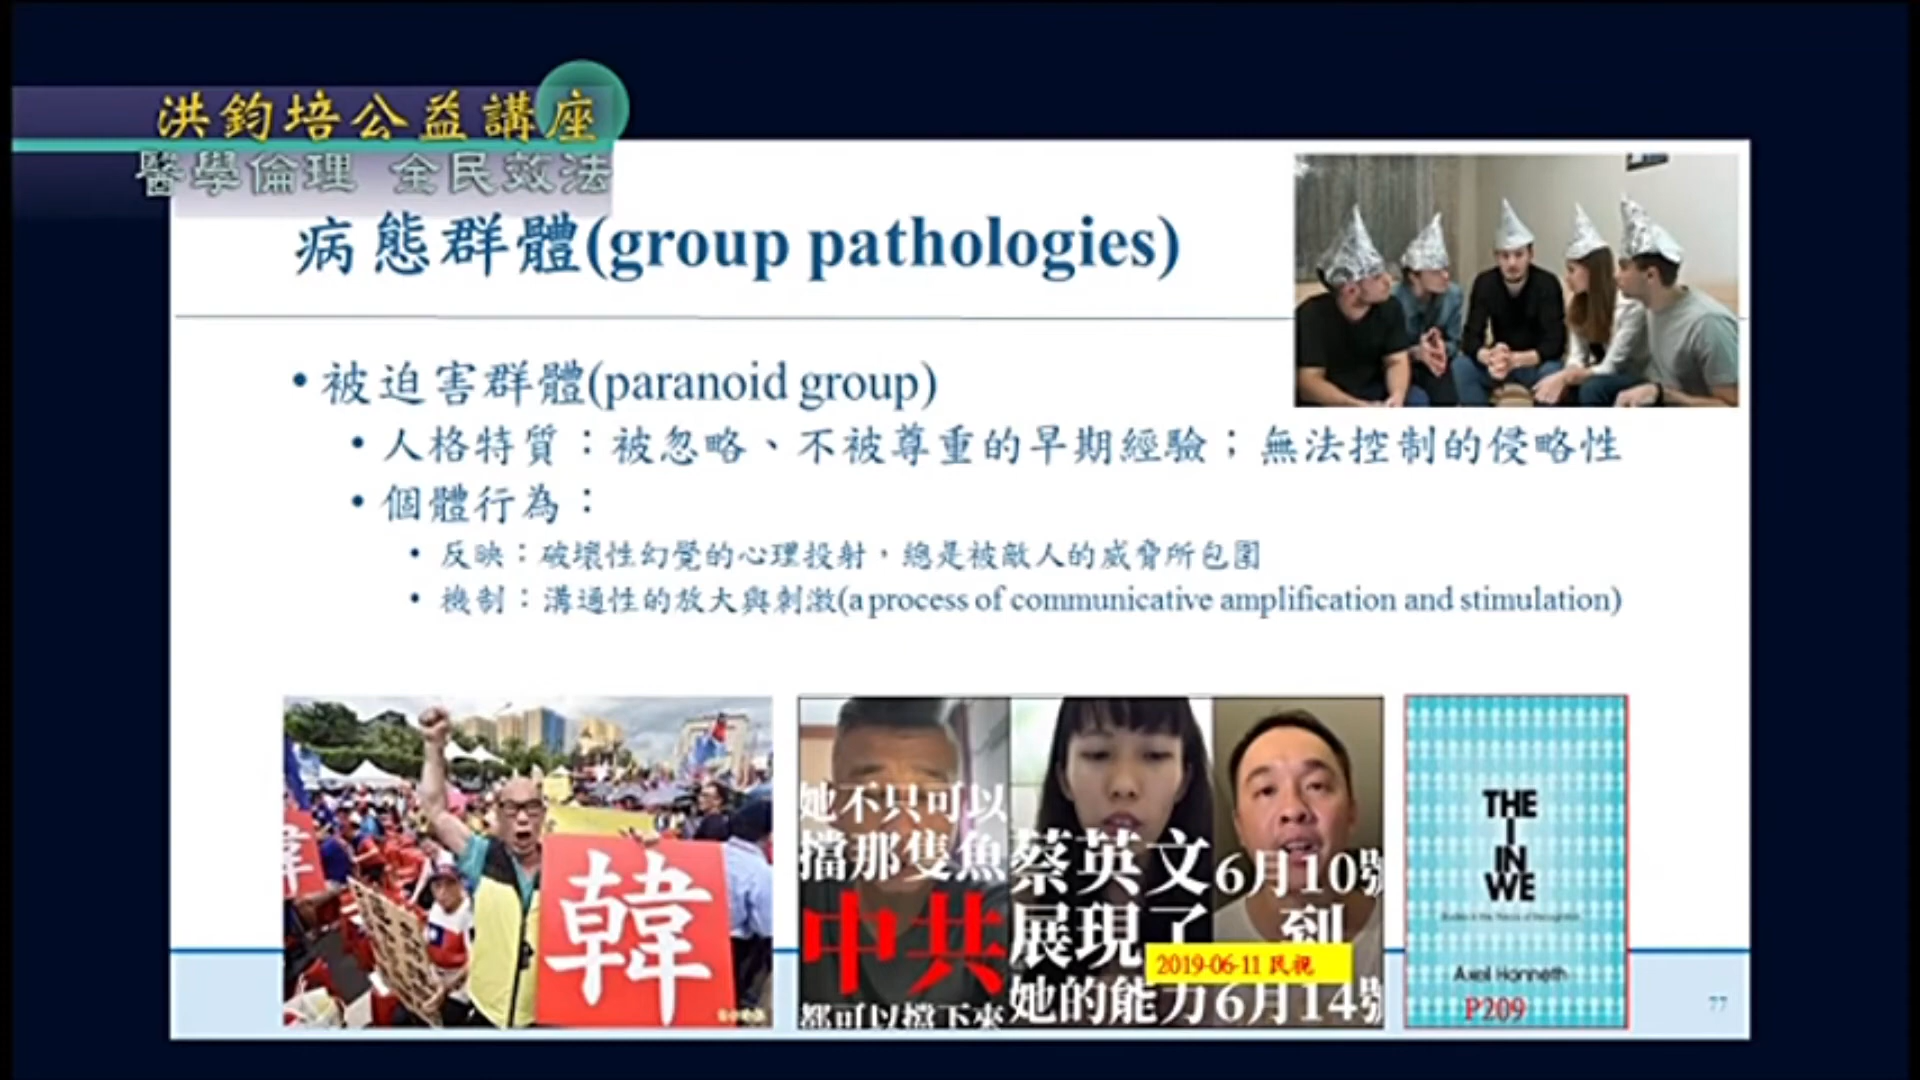 洪鈞培公益講座
醫學倫理 全民效法
病態群體(group pathologies)
• 被迫害群體(paranoid group)
• 人格特質：被忽略、不被尊重的早期經驗；無法控制的侵略性
• 個體行為：
• 反映：破壞性幻覺的心理投射，總是被敵人的威脅所包圍
• 機制：溝通性的放大與刺激(a process of communicative amplification and stimulation)
韓
韓
她不只可以
擋那隻魚
中共
都可以擋下來
蔡英文
展現了
她的能力
6月10號
到
6月14號
2019-06-11 民視
THE
I
IN
WE
Axel Honneth
P209
77